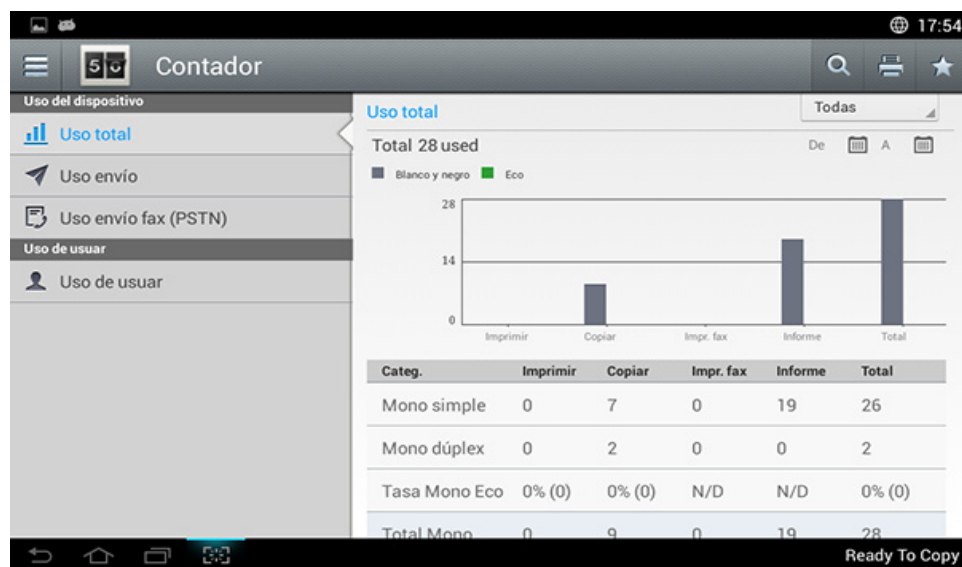 17:54
50 Contador
Uso del dispositivo
Uso total
Uso envío
Uso envío fax (PSTN)
Uso de usuar
Uso de usuar
Uso total
Todas
Total 28 used
De
A
Blanco y negro Eco
28
14
0
Imprimir Copiar Impr. fax Informe Total
Categ. Imprimir Copiar Impr. fax Informe Total
Mono simple 0 7 0 19 26
Mono dúplex 0 2 0 0 2
Tasa Mono Eco 0% (0) 0% (0) N/D N/D 0% (0)
Total Mono 0 9 0 19 28
Ready To Copy